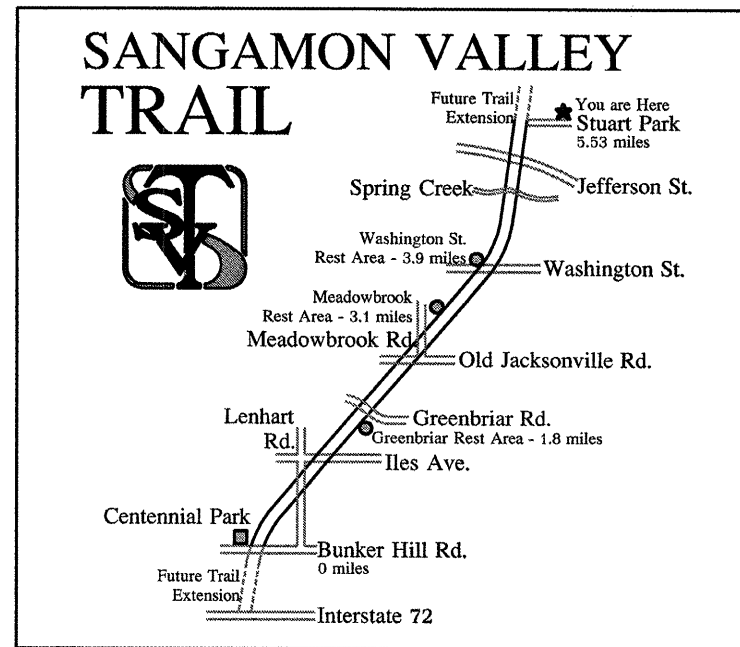 SANGAMON VALLEY
TRAIL
STV
Future Trail
Extension
You are Here
Stuart Park
5.53 miles
Spring Creek
Jefferson St.
Washington St.
Rest Area - 3.9 miles
Washington St.
Meadowbrook
Rest Area - 3.1 miles
Meadowbrook Rd.
Old Jacksonville Rd.
Lenhart
Rd.
Greenbriar Rd.
Greenbriar Rest Area - 1.8 miles
Iles Ave.
Centennial Park
Bunker Hill Rd.
0 miles
Future Trail
Extension
Interstate 72